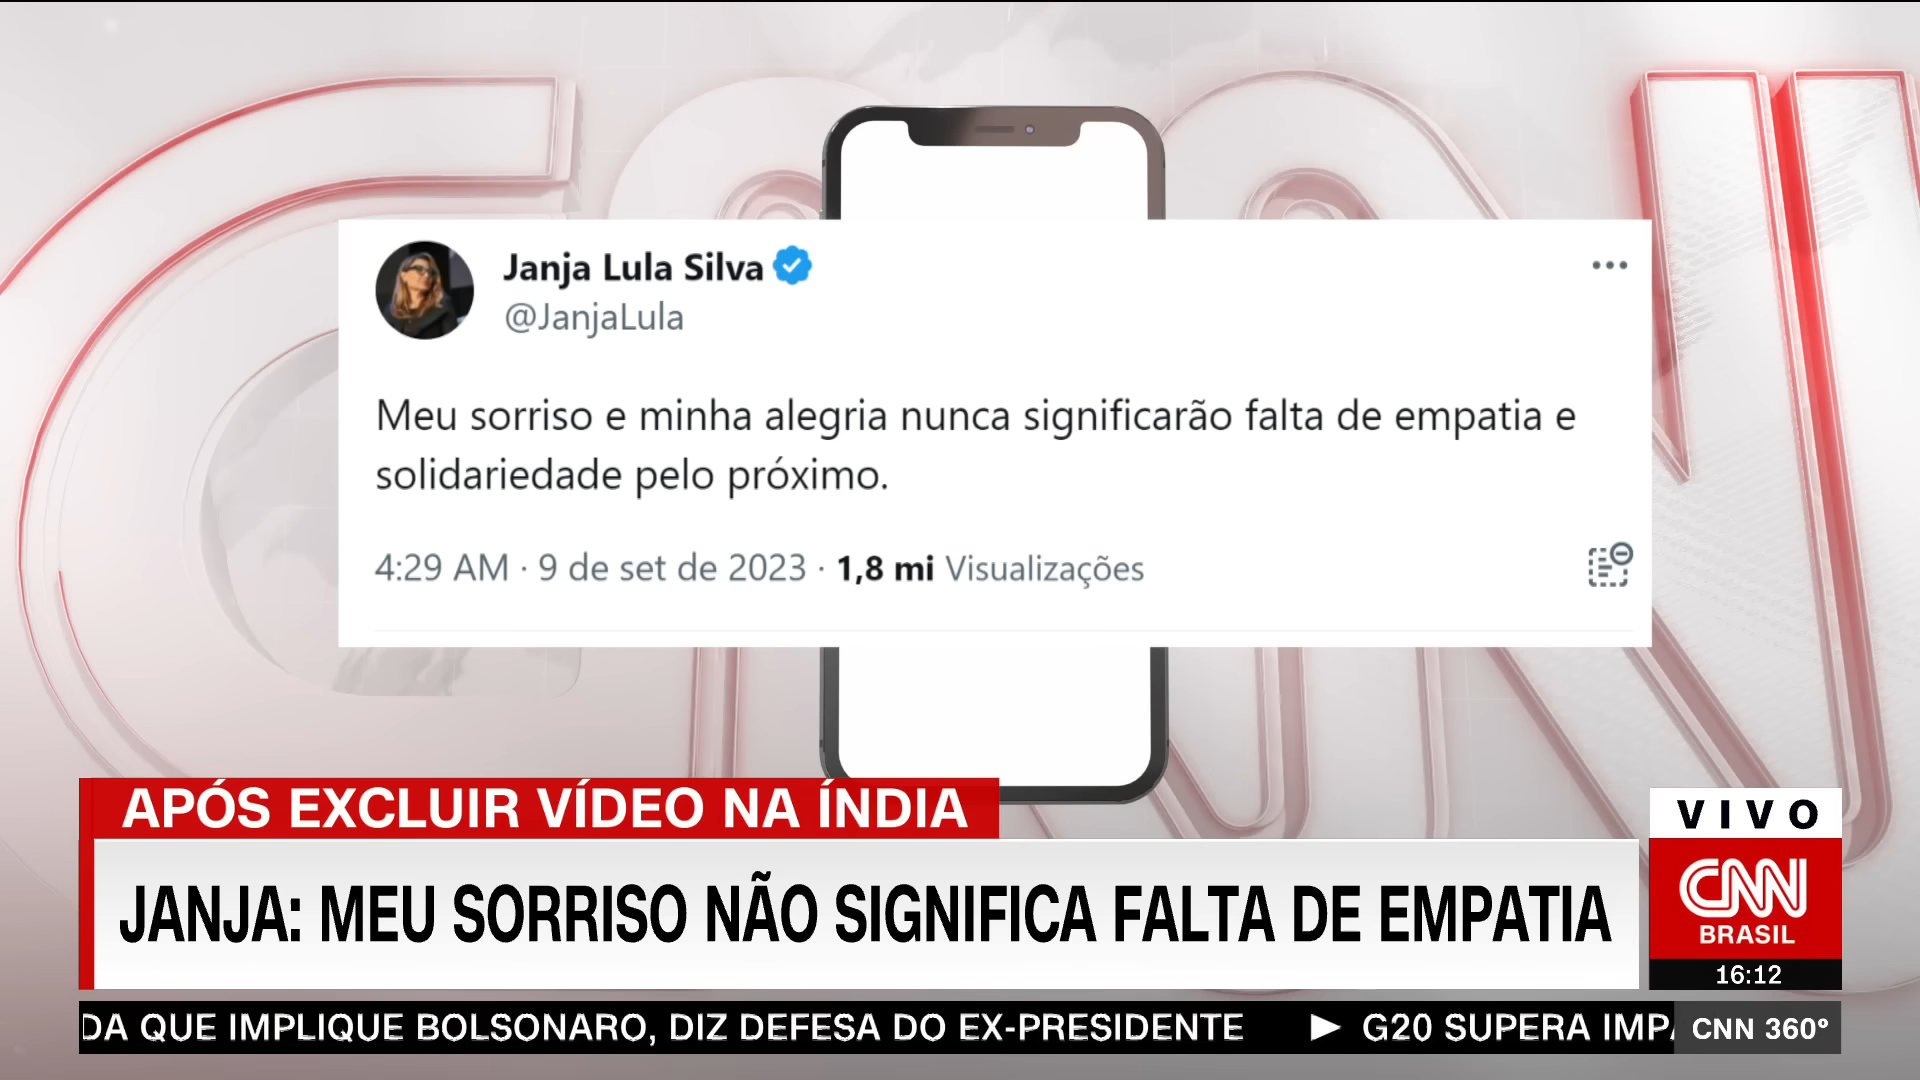 Janja Lula Silva
@JanjaLula
Meu sorriso e minha alegria nunca significarão falta de empatia e
solidariedade pelo próximo.
4:29 AM · 9 de set de 2023 · 1,8 mi Visualizações
APÓS EXCLUIR VÍDEO NA ÍNDIA
JANJA: MEU SORRISO NÃO SIGNIFICA FALTA DE EMPATIA
VIVO
CNN
BRASIL
16:12
DA QUE IMPLIQUE BOLSONARO, DIZ DEFESA DO EX-PRESIDENTE ▶ G20 SUPERA IMPA
CNN 360°